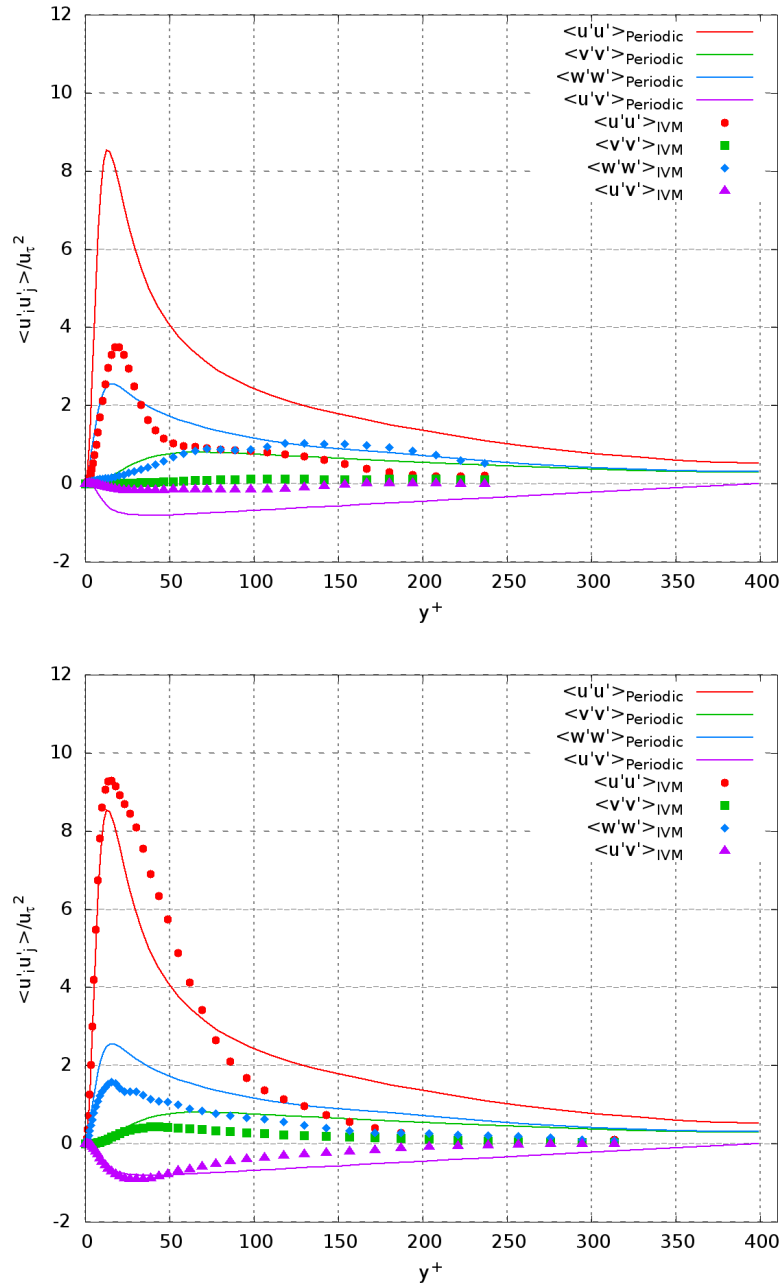 12
10
8
6
4
2
0
-2
0
50
100
150
200
250
300
350
400
y+
<u'iu'j>/uτ2
<u'u'>Periodic
<v'v'>Periodic
<w'w'>Periodic
<u'v'>Periodic
<u'u'>IVM
<v'v'>IVM
<w'w'>IVM
<u'v'>IVM
12
10
8
6
4
2
0
-2
0
50
100
150
200
250
300
350
400
y+
<u'iu'j>/uτ2
<u'u'>Periodic
<v'v'>Periodic
<w'w'>Periodic
<u'v'>Periodic
<u'u'>IVM
<v'v'>IVM
<w'w'>IVM
<u'v'>IVM